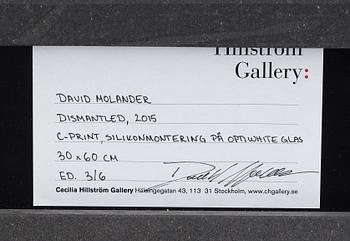 Hillström
Gallery:
DAVID MOLANDER
DISMANTLED, 2015
C-PRINT, SILIKONMONTERING PÅ OPTIWHITE GLAS
30 x 60 CM
ED. 3/6
Cecilia Hillström Gallery Hälsingegatan 43, 113 31 Stockholm, www.chgallery.se